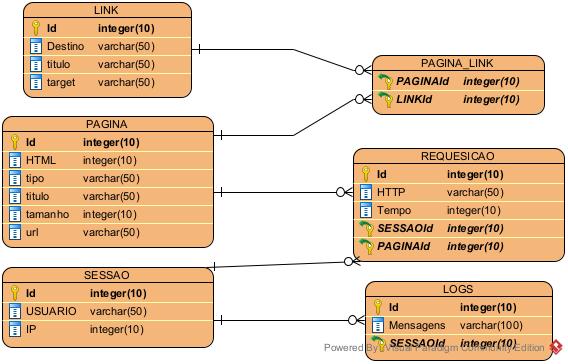 LINK
Id integer(10)
Destino varchar(50)
titulo varchar(50)
target varchar(50)
PAGINA_LINK
PAGINAId integer(10)
LINKId integer(10)
PAGINA
Id integer(10)
HTML integer(10)
tipo varchar(50)
titulo varchar(50)
tamanho integer(10)
url varchar(50)
REQUESICAO
Id integer(10)
HTTP varchar(50)
Tempo integer(10)
SESSAOId integer(10)
PAGINAId integer(10)
SESSAO
Id integer(10)
USUARIO varchar(50)
IP integer(10)
LOGS
Id integer(10)
Mensagens varchar(100)
SESSAOId integer(10)
Powered By Visual Paradigm Community Edition